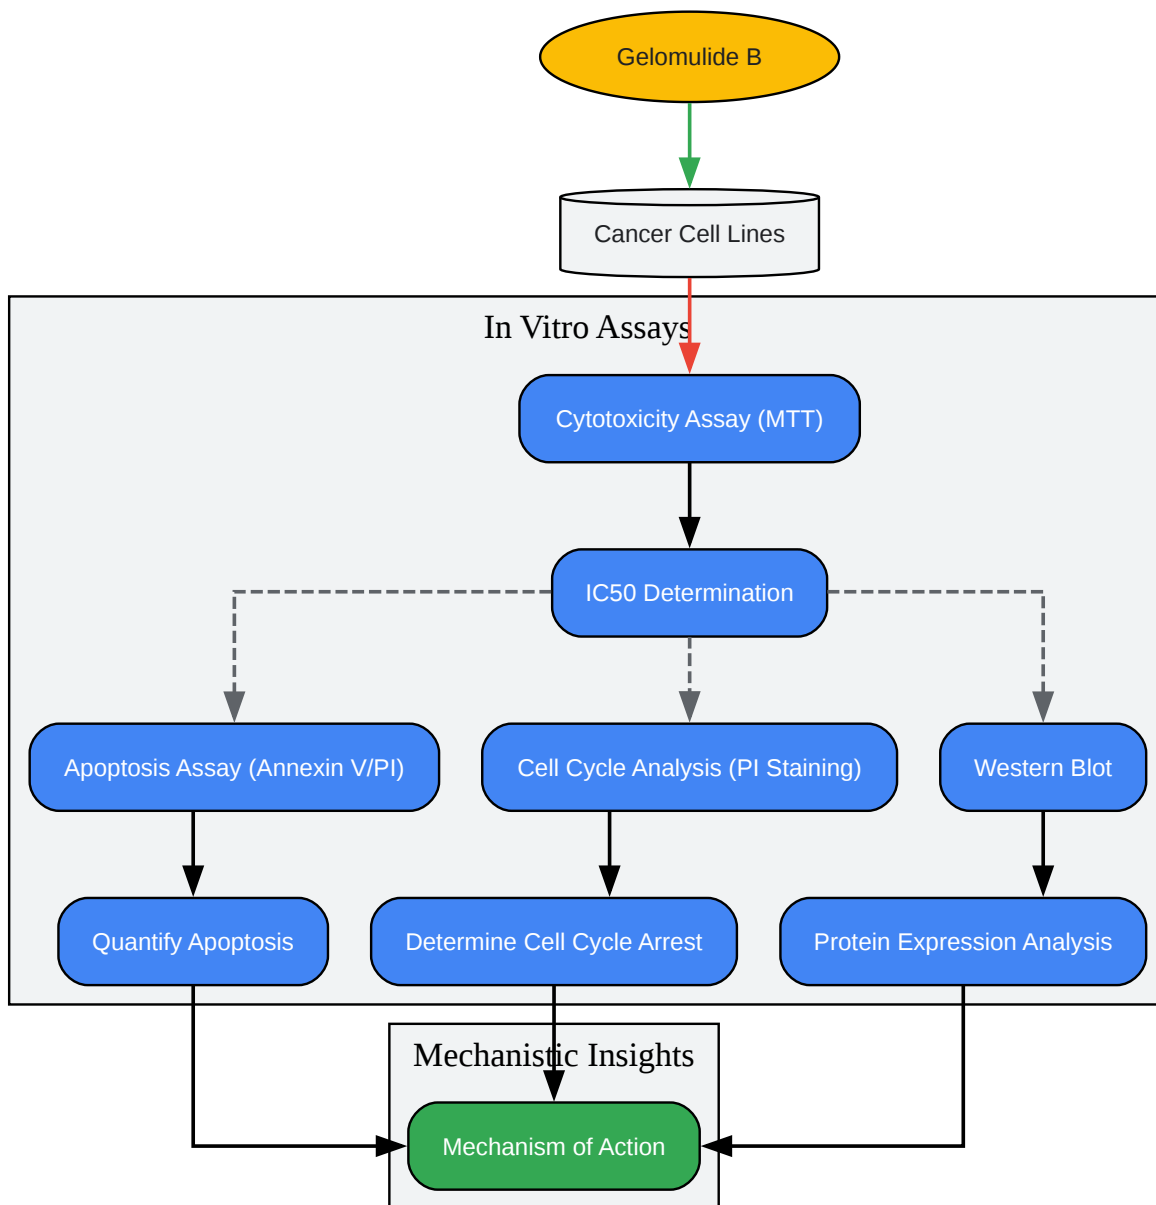 Gelomulide B
Cancer Cell Lines
In Vitro Assays
Cytotoxicity Assay (MTT)
IC50 Determination
Apoptosis Assay (Annexin V/PI)
Cell Cycle Analysis (PI Staining)
Western Blot
Quantify Apoptosis
Determine Cell Cycle Arrest
Protein Expression Analysis
Mechanistic Insights
Mechanism of Action